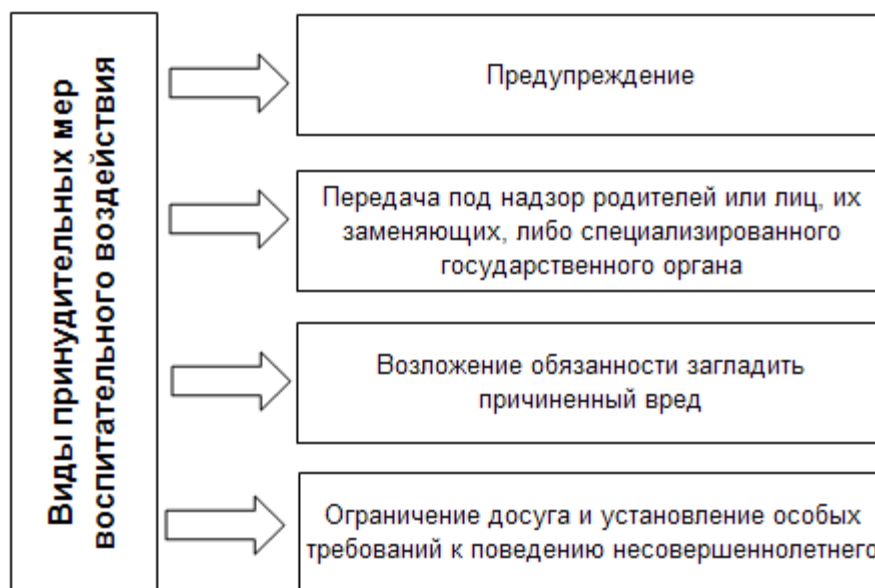 Виды принудительных мер
воспитательного воздействия
Предупреждение
Передача под надзор родителей или лиц, их
заменяющих, либо специализированного
государственного органа
Возложение обязанности загладить
причиненный вред
Ограничение досуга и установление особых
требований к поведению несовершеннолетнего